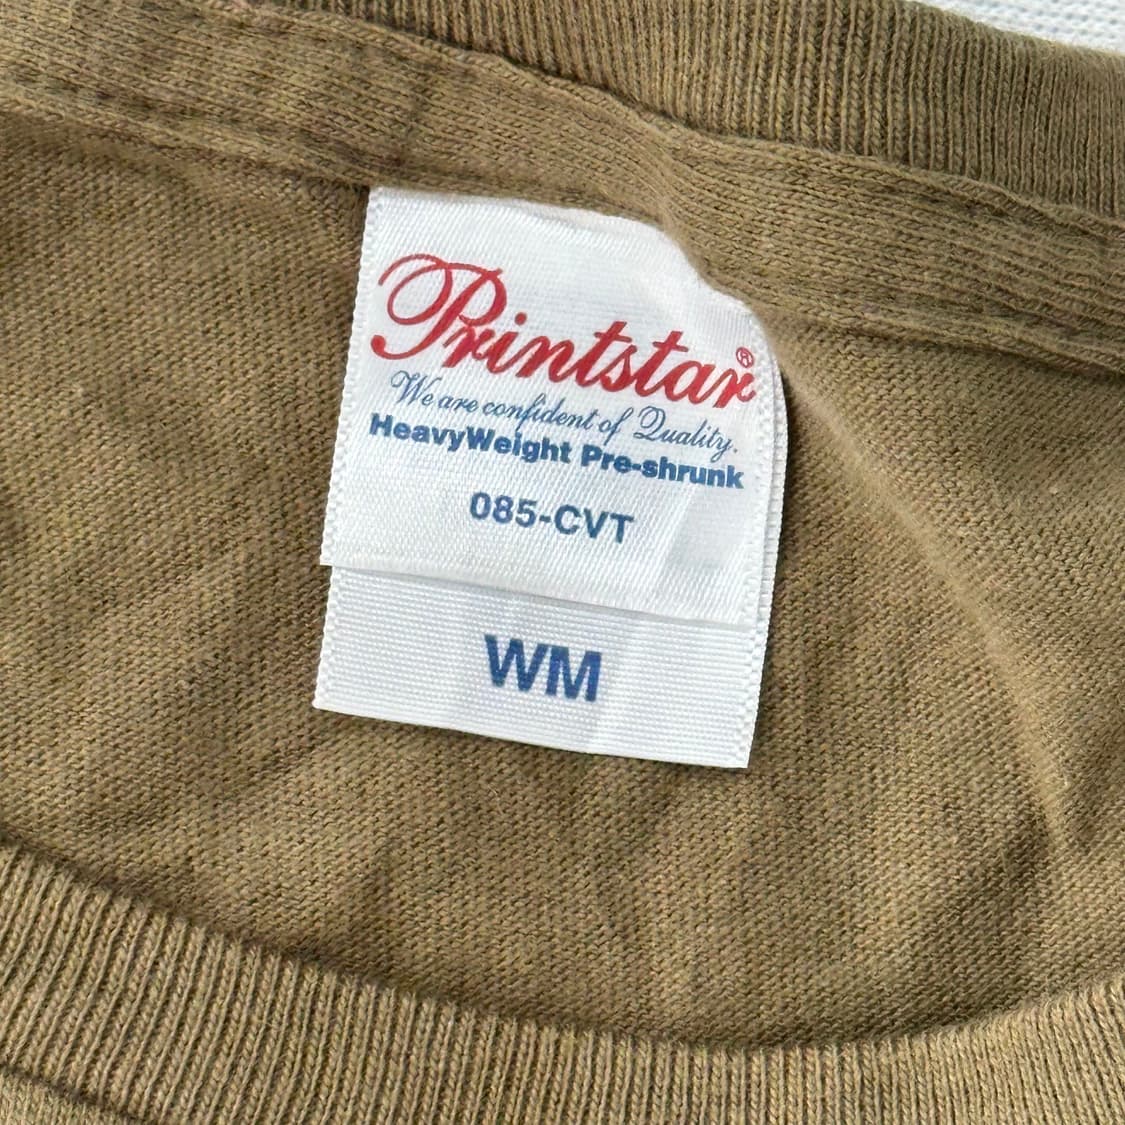 Printstar®
We are confident of Quality.
HeavyWeight Pre-shrunk
085-CVT
WM